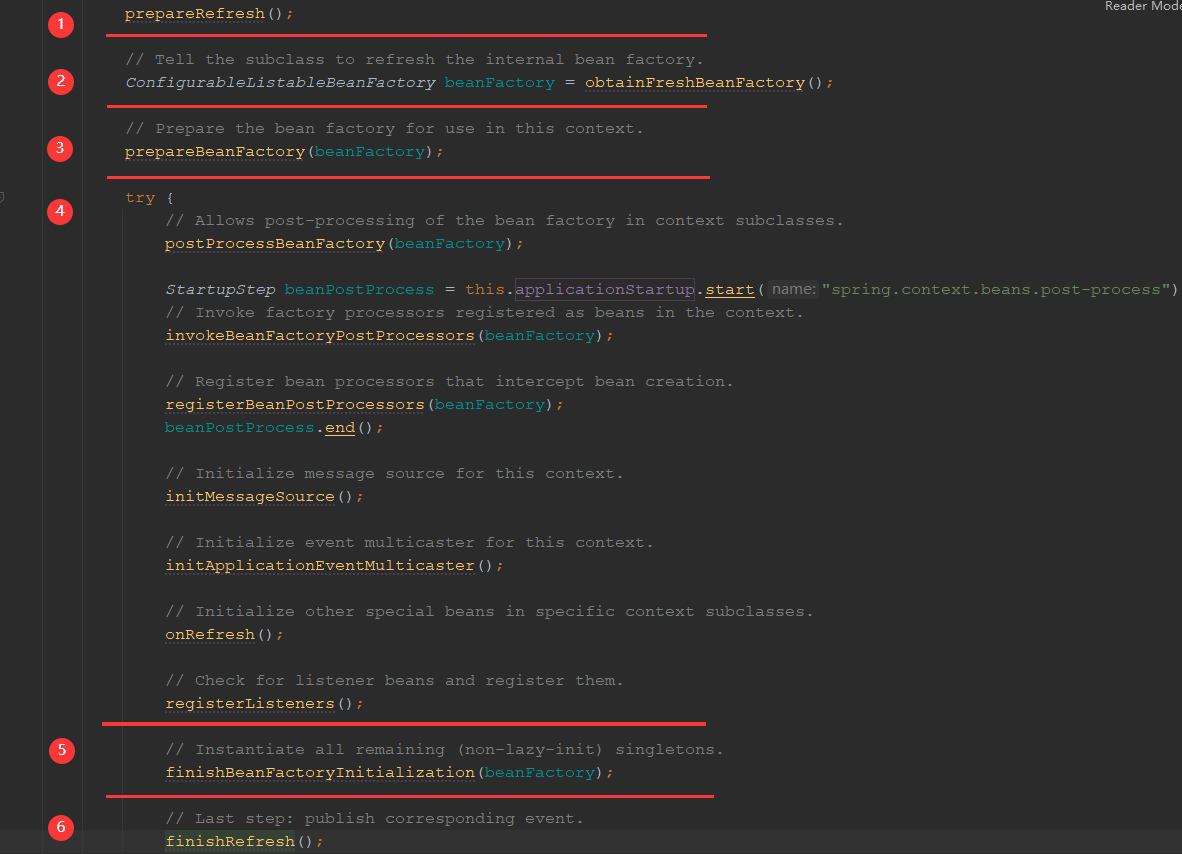 Reader Mode
1 prepareRefresh();
// Tell the subclass to refresh the internal bean factory.
2 ConfigurableListableBeanFactory beanFactory = obtainFreshBeanFactory();
// Prepare the bean factory for use in this context.
3 prepareBeanFactory(beanFactory);
4 try {
// Allows post-processing of the bean factory in context subclasses.
postProcessBeanFactory(beanFactory);
StartupStep beanPostProcess = this.applicationStartup.start( name: "spring.context.beans.post-process")
// Invoke factory processors registered as beans in the context.
invokeBeanFactoryPostProcessors(beanFactory);
// Register bean processors that intercept bean creation.
registerBeanPostProcessors(beanFactory);
beanPostProcess.end();
// Initialize message source for this context.
initMessageSource();
// Initialize event multicaster for this context.
initApplicationEventMulticaster();
// Initialize other special beans in specific context subclasses.
onRefresh();
// Check for listener beans and register them.
registerListeners();
5 // Instantiate all remaining (non-lazy-init) singletons.
finishBeanFactoryInitialization(beanFactory);
// Last step: publish corresponding event.
6 finishRefresh();